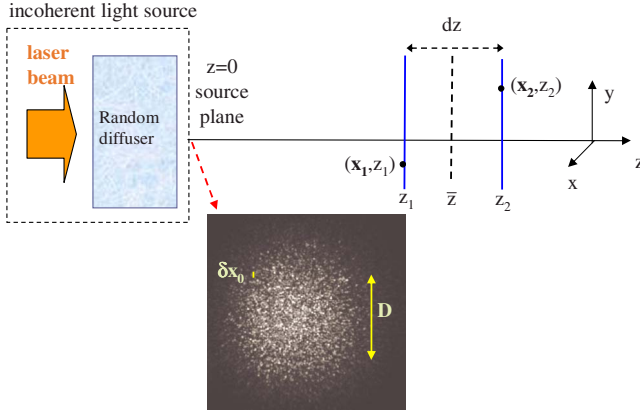 incoherent light source
laser
beam
Random
diffuser
z=0
source
plane
dz
(x₂,z₂)
(x₁,z₁)
z₁
z̅
z₂
y
z
x
δx₀
D